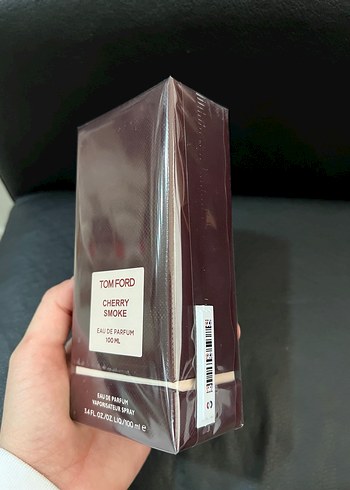 TOM FORD
CHERRY
SMOKE
EAU DE PARFUM
100 ML
EAU DE PARFUM
VAPORISATEUR SPRAY
3.4 FL.OZ./OZ.LIQ./100 ml e